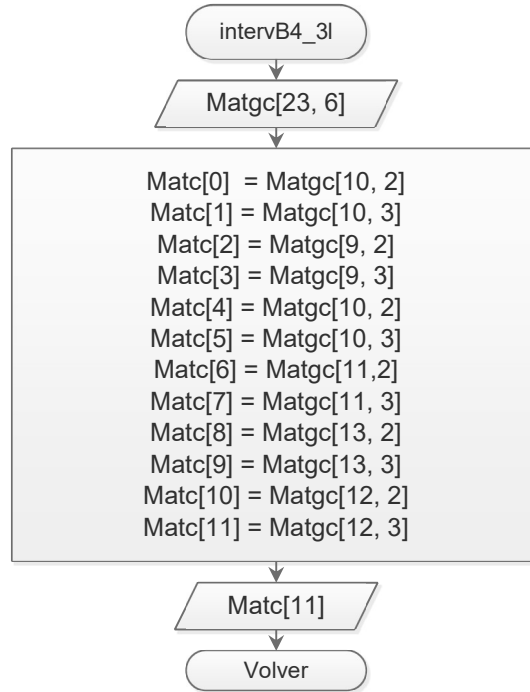 intervB4_3l
Matgc[23, 6]
Matc[0]  = Matgc[10, 2]
Matc[1] = Matgc[10, 3]
Matc[2] = Matgc[9, 2]
Matc[3] = Matgc[9, 3]
Matc[4] = Matgc[10, 2]
Matc[5] = Matgc[10, 3]
Matc[6] = Matgc[11,2]
Matc[7] = Matgc[11, 3]
Matc[8] = Matgc[13, 2]
Matc[9] = Matgc[13, 3]
Matc[10] = Matgc[12, 2]
Matc[11] = Matgc[12, 3]
Matc[11]
Volver